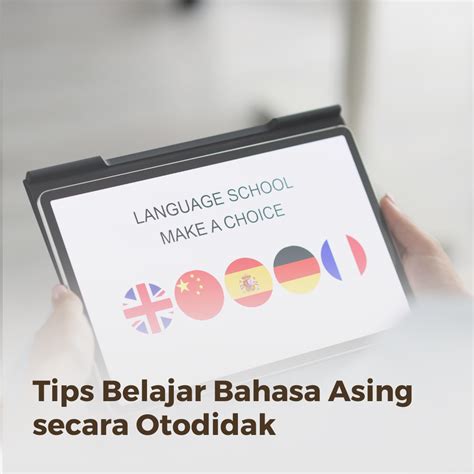 LANGUAGE SCHOOL
MAKE A CHOICE
Tips Belajar Bahasa Asing
secara Otodidak